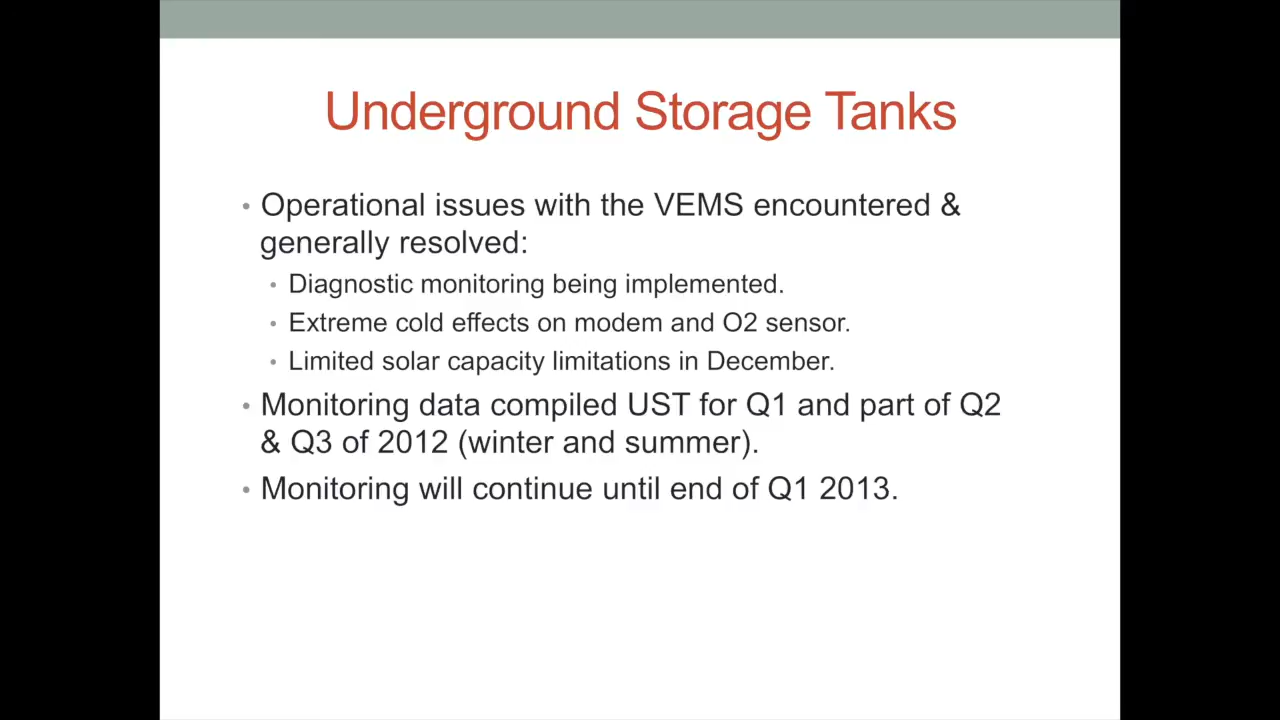 Underground Storage Tanks
• Operational issues with the VEMS encountered &
generally resolved:
• Diagnostic monitoring being implemented.
• Extreme cold effects on modem and O2 sensor.
• Limited solar capacity limitations in December.
• Monitoring data compiled UST for Q1 and part of Q2
& Q3 of 2012 (winter and summer).
• Monitoring will continue until end of Q1 2013.